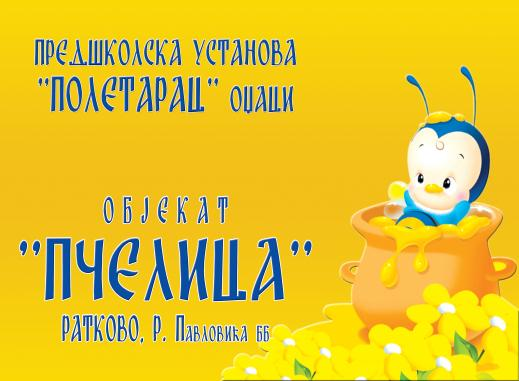 ПРЕДШКОЛСКА УСТАНОВА
"ПОЛЕТАРАЦ" ОЏАЦИ
ОБЈЕКАТ
"ПЧЕЛИЦА"
РАТКОВО, Р. Павловића бб